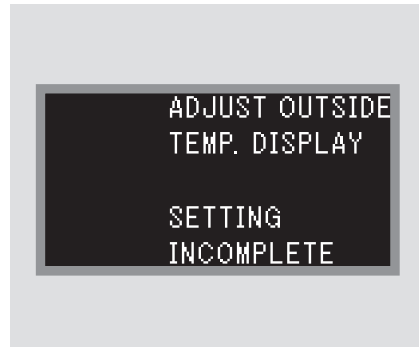 ADJUST OUTSIDE
TEMP. DISPLAY
SETTING
INCOMPLETE